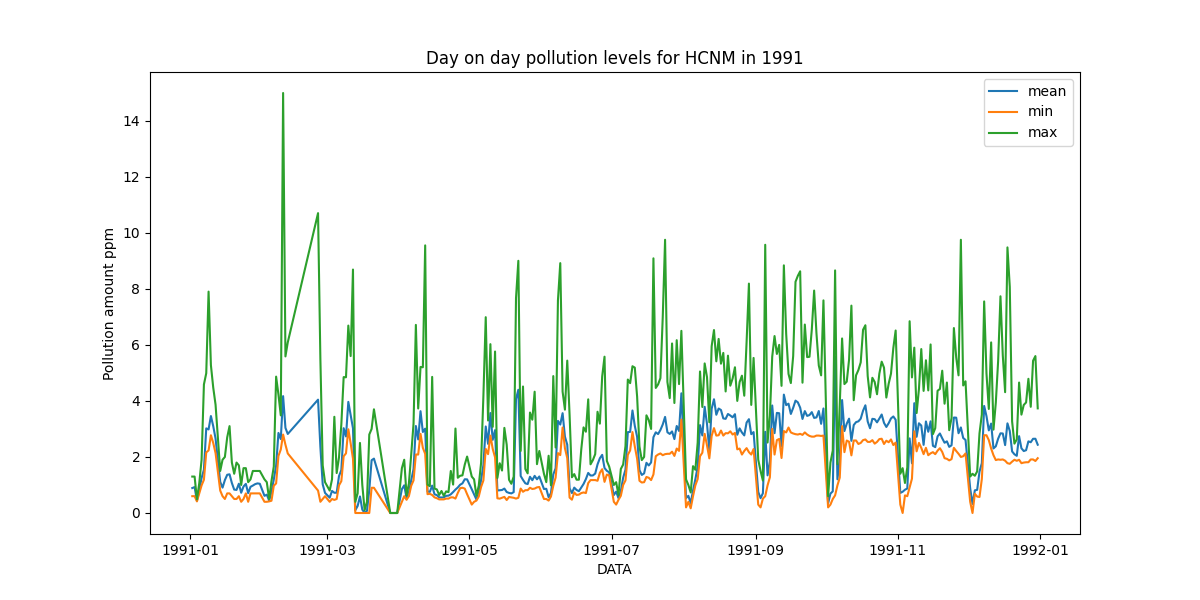 Day on day pollution levels for HCNM in 1991
mean
min
max
Pollution amount ppm
14
12
10
8
6
4
2
0
1991-01
1991-03
1991-05
1991-07
1991-09
1991-11
1992-01
DATA